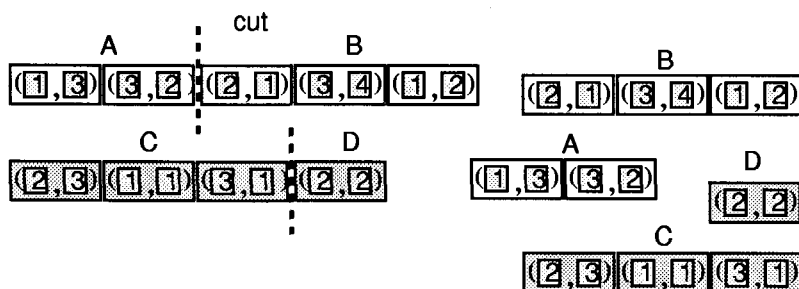 cut
A B
(1,3) (3,2) (2,1) (3,4) (1,2)
C D
(2,3) (1,1) (3,1) (2,2)
B
(2,1) (3,4) (1,2)
A
(1,3) (3,2)
D
(2,2)
C
(2,3) (1,1) (3,1)